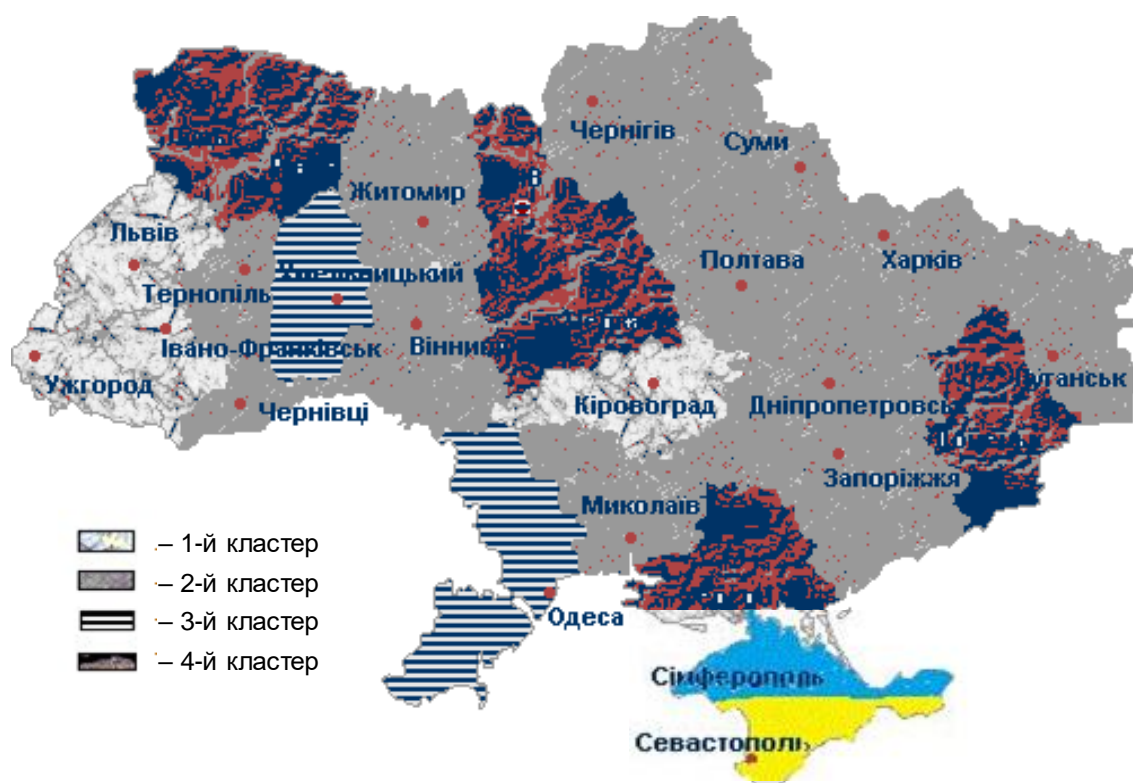 Чернігів
Суми
Житомир
Львів
Полтава
Харків
Тернопіль
Івано-Франківськ
Вінниця
Ужгород
Луганськ
Чернівці
Кіровоград
Дніпропетровськ
Запоріжжя
Миколаїв
– 1-й кластер
– 2-й кластер
– 3-й кластер
– 4-й кластер
Одеса
Сімферополь
Севастополь